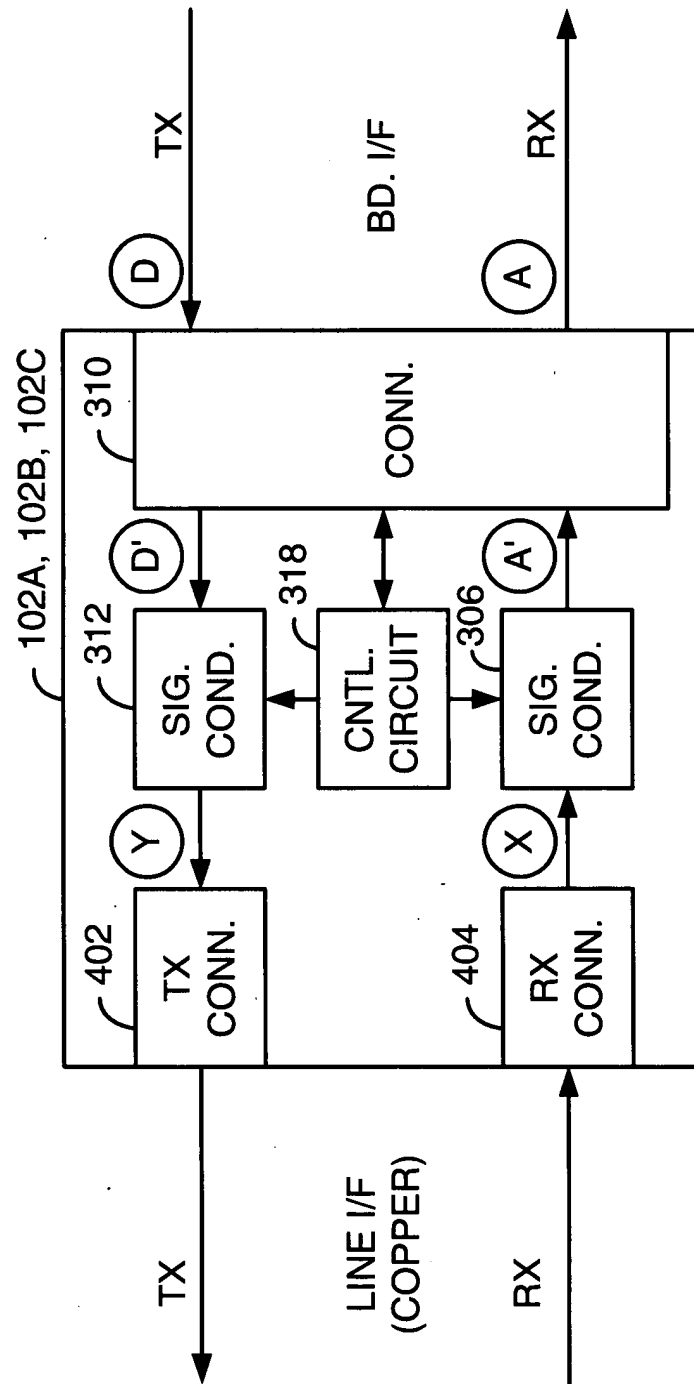 102A, 102B, 102C
TX
402
TX
CONN.
Y
312
SIG.
COND.
D'
310
D
TX
LINE I/F
(COPPER)
318
CNTL.
CIRCUIT
CONN.
BD. I/F
RX
404
RX
CONN.
X
306
SIG.
COND.
A'
A
RX